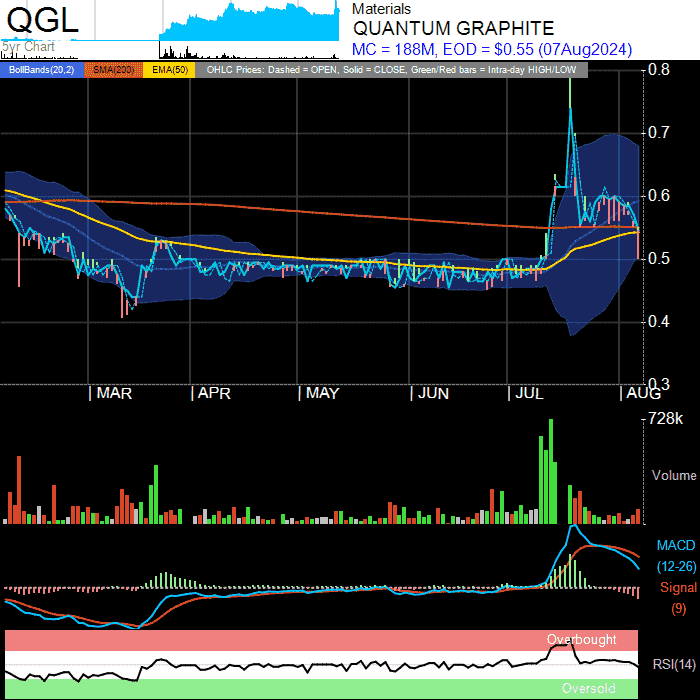 QGL
5yr Chart
Materials
QUANTUM GRAPHITE
MC = 188M, EOD = $0.55 (07Aug2024)
BollBands(20,2) SMA(200) EMA(50) OHLC Prices: Dashed = OPEN, Solid = CLOSE, Green/Red bars = Intra-day HIGH/LOW
0.8
0.7
0.6
0.5
0.4
0.3
MAR APR MAY JUN JUL AUG
728k
Volume
MACD
(12-26)
Signal
(9)
Overbought
RSI(14)
Oversold